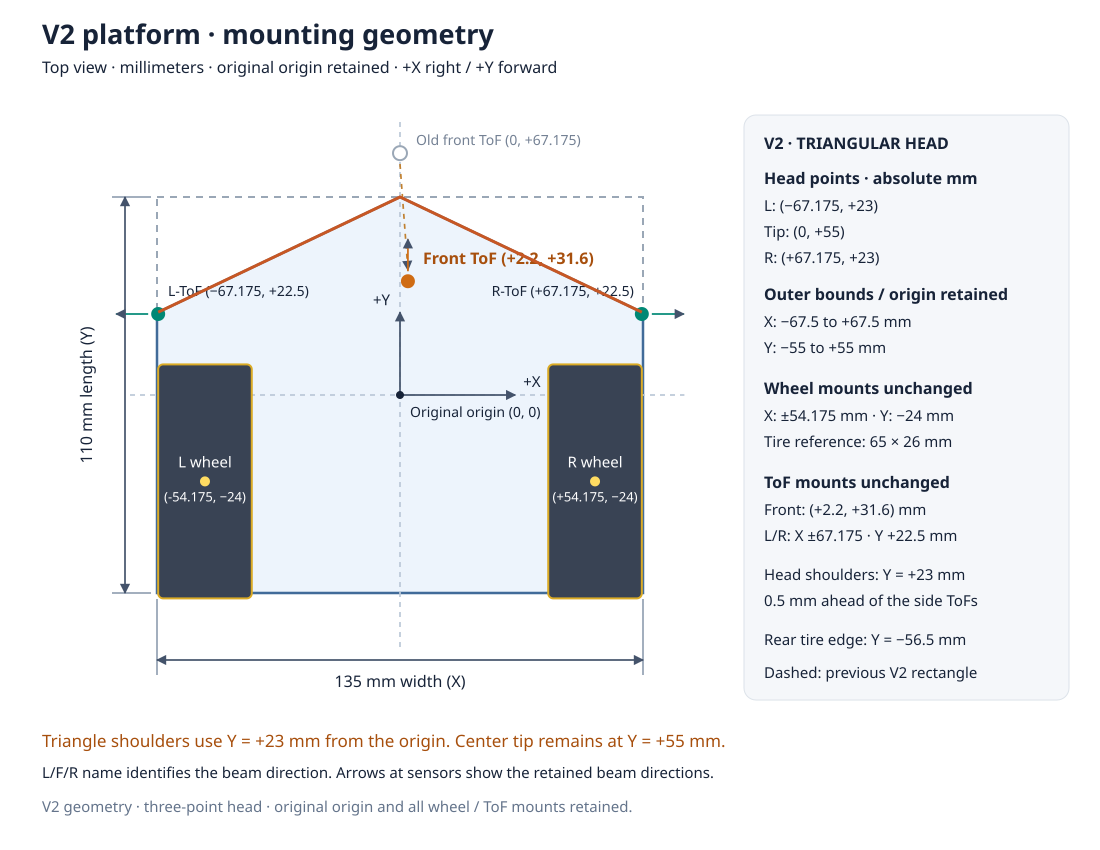 V2 platform · mounting geometry
Top view · millimeters · original origin retained · +X right / +Y forward
Old front ToF (0, +67.175)
Front ToF (+2.2, +31.6)
L-ToF (−67.175, +22.5)
R-ToF (+67.175, +22.5)
+Y
+X
Original origin (0, 0)
110 mm length (Y)
L wheel
(-54.175, −24)
R wheel
(+54.175, −24)
135 mm width (X)
V2 · TRIANGULAR HEAD
Head points · absolute mm
L: (−67.175, +23)
Tip: (0, +55)
R: (+67.175, +23)
Outer bounds / origin retained
X: −67.5 to +67.5 mm
Y: −55 to +55 mm
Wheel mounts unchanged
X: ±54.175 mm · Y: −24 mm
Tire reference: 65 × 26 mm
ToF mounts unchanged
Front: (+2.2, +31.6) mm
L/R: X ±67.175 · Y +22.5 mm
Head shoulders: Y = +23 mm
0.5 mm ahead of the side ToFs
Rear tire edge: Y = −56.5 mm
Dashed: previous V2 rectangle
Triangle shoulders use Y = +23 mm from the origin. Center tip remains at Y = +55 mm.
L/F/R name identifies the beam direction. Arrows at sensors show the retained beam directions.
V2 geometry · three-point head · original origin and all wheel / ToF mounts retained.